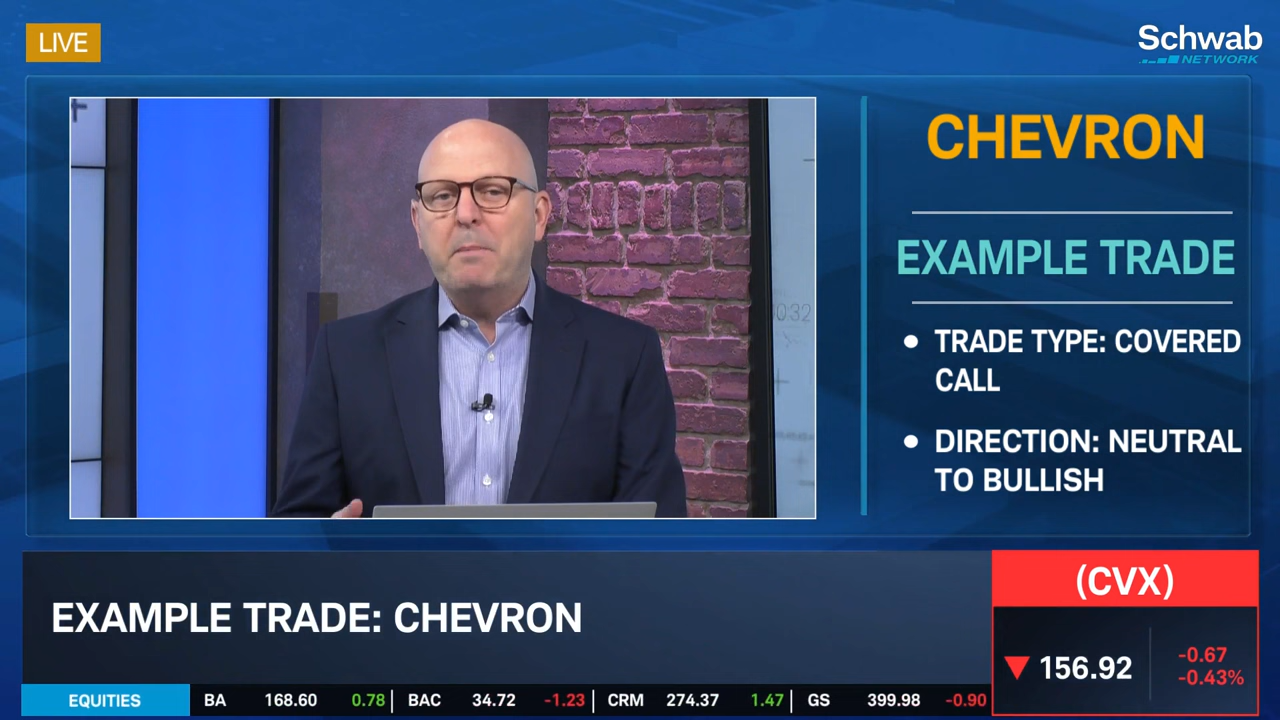 LIVE
Schwab
NETWORK
CHEVRON
EXAMPLE TRADE
• TRADE TYPE: COVERED
CALL
• DIRECTION: NEUTRAL
TO BULLISH
0:32
EXAMPLE TRADE: CHEVRON
(CVX)
▼ 156.92
-0.67
-0.43%
EQUITIES BA 168.60 0.78 BAC 34.72 -1.23 CRM 274.37 1.47 GS 399.98 -0.90